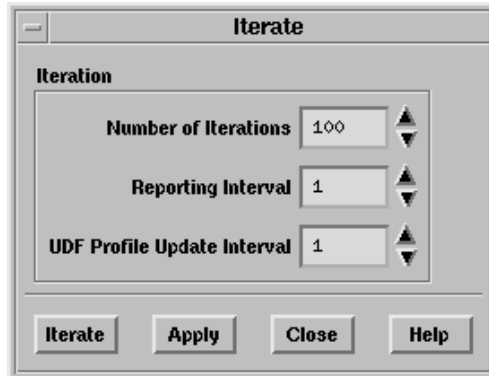 Iterate
Iteration
Number of Iterations 100
Reporting Interval 1
UDF Profile Update Interval 1
Iterate Apply Close Help